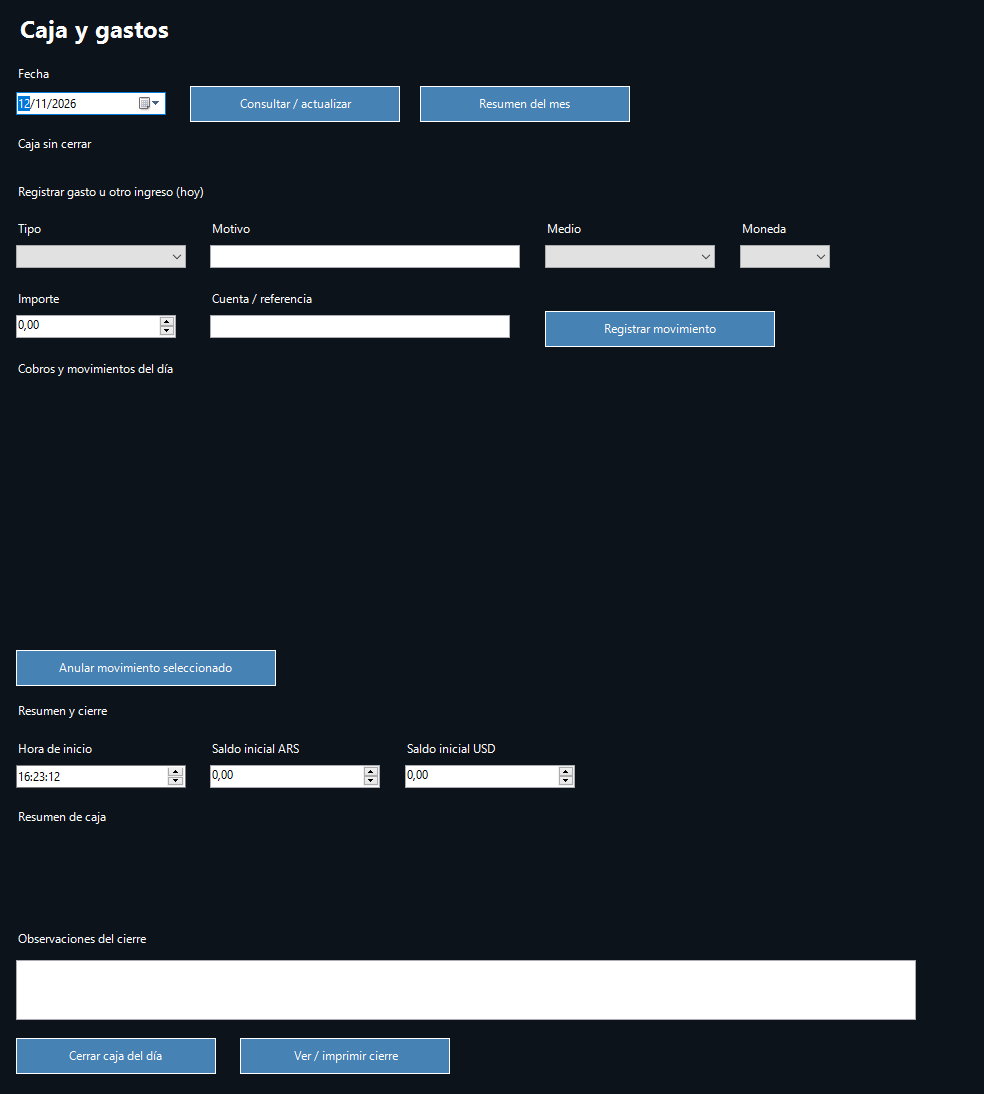 Caja y gastos
Fecha
12/11/2026
Consultar / actualizar
Resumen del mes
Caja sin cerrar
Registrar gasto u otro ingreso (hoy)
Tipo
Motivo
Medio
Moneda
Importe
Cuenta / referencia
0,00
Registrar movimiento
Cobros y movimientos del día
Anular movimiento seleccionado
Resumen y cierre
Hora de inicio
Saldo inicial ARS
Saldo inicial USD
16:23:12
0,00
0,00
Resumen de caja
Observaciones del cierre
Cerrar caja del día
Ver / imprimir cierre